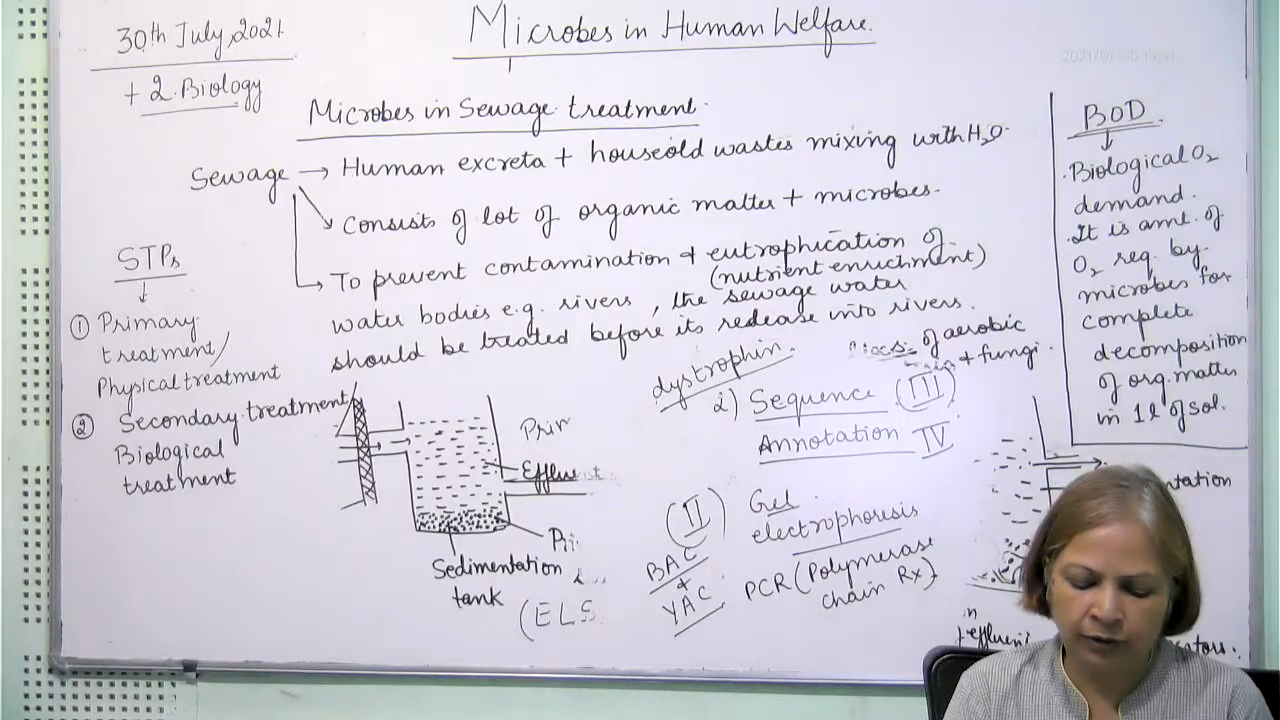 30th July, 2021
+ 2 Biology
Microbes in Human Welfare.
Microbes in Sewage treatment.
Sewage → Human excreta + houseold wastes mixing with H2O.
Consists of lot of organic matter + microbes.
To prevent contamination & eutrophication of
(nutrient enrichment)
water bodies e.g. rivers, the sewage water
should be treated before its redease into rivers.
STPs
① Primary
treatment/
Physical treatment
② Secondary treatment
Biological
treatment
Effluent
Sedimentation
tank
(ELS
dystrophin.
of aerobic
& fungi.
i) Sequence (III)
Annotation IV
(II) Gel
electrophoresis
BAC
+
YAC
PCR (Polymerase
chain Rx)
BOD
Biological O2
demand.
It is amt. of
O2 req. by
microbes for
complete
decomposition
of org. matter
in 1 l of sol.
in